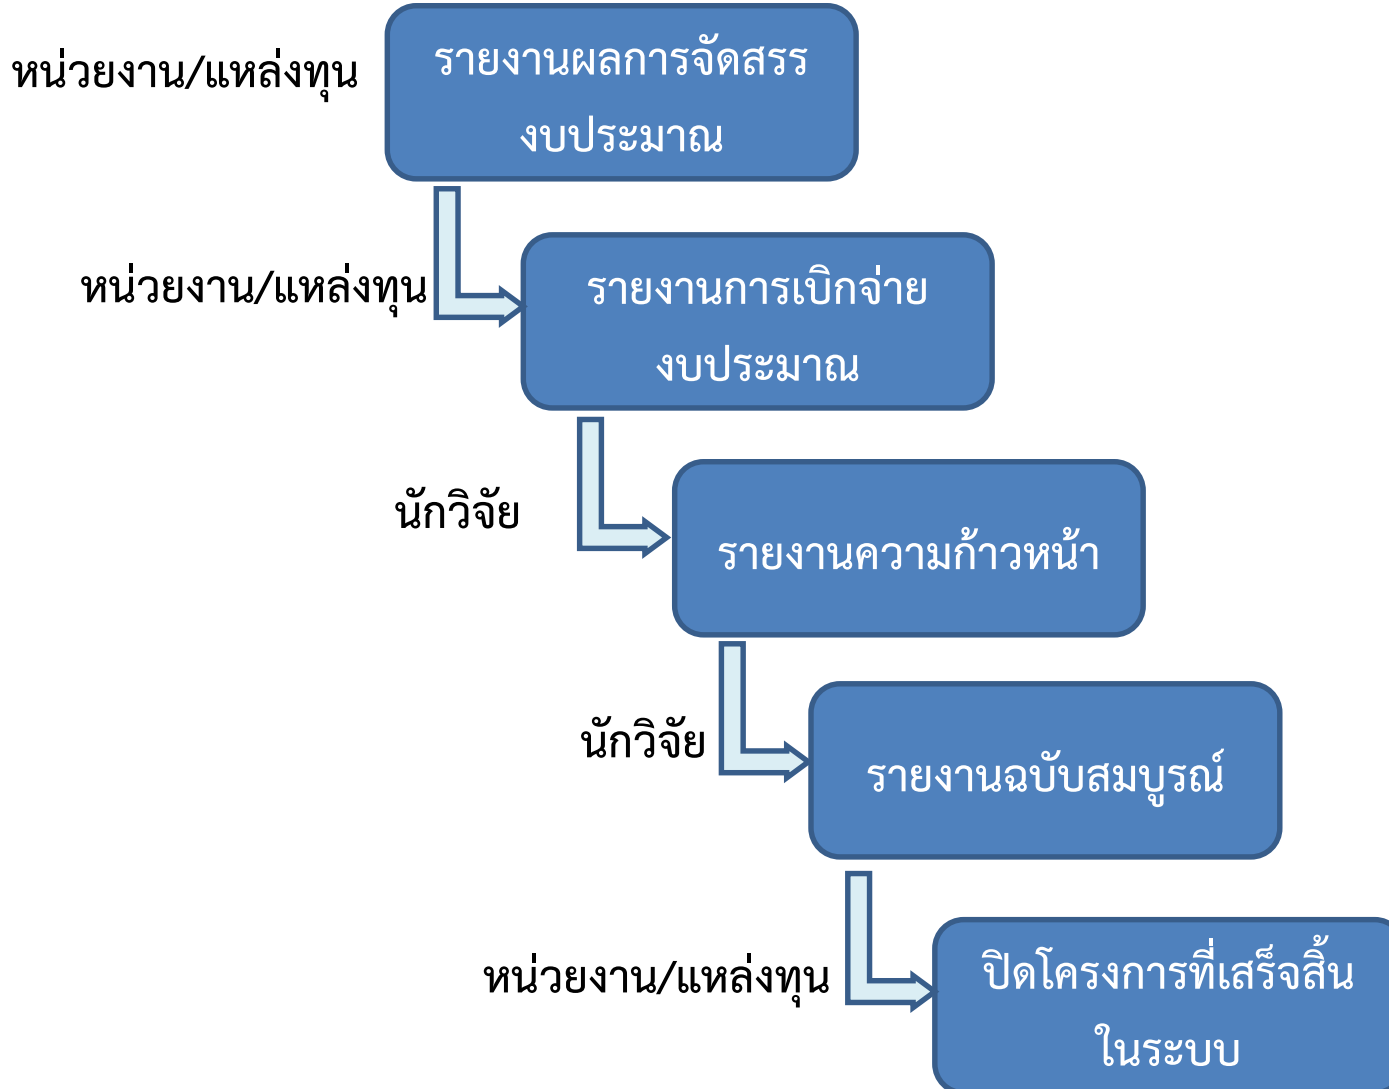 หน่วยงาน/แหล่งทุน
รายงานผลการจัดสรร
งบประมาณ
หน่วยงาน/แหล่งทุน
รายงานการเบิกจ่าย
งบประมาณ
นักวิจัย
รายงานความก้าวหน้า
นักวิจัย
รายงานฉบับสมบูรณ์
หน่วยงาน/แหล่งทุน
ปิดโครงการที่เสร็จสิ้น
ในระบบ